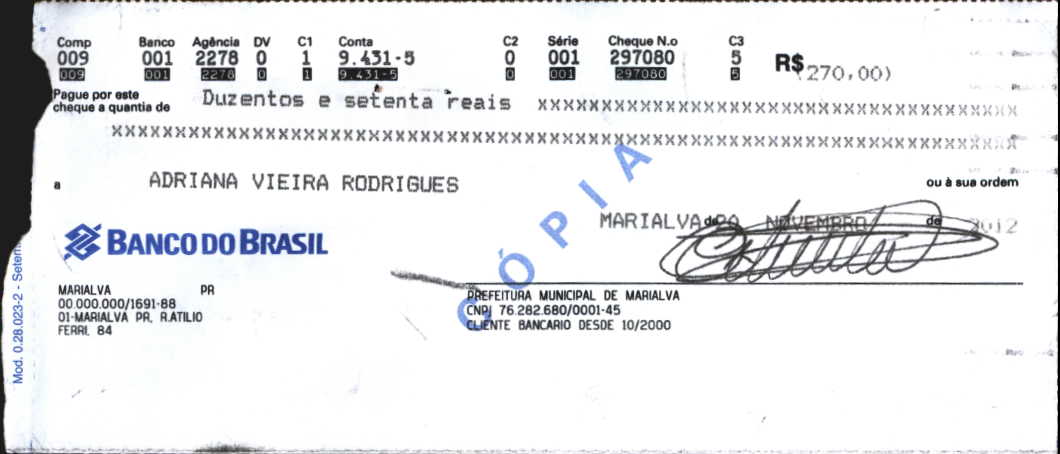 Comp Banco Agência DV C1 Conta C2 Série Cheque N.o C3
009 001 2278 0 1 9.431-5 0 001 297080 5 R$ (270,00)
009 001 2278 0 1 9.431-5 0 001 297080 5
Pague por este
cheque a quantia de Duzentos e setenta reais xxxxxxxxxxxxxxxxxxxxxxxxxxxxxxxxxxxxx
xxxxxxxxxxxxxxxxxxxxxxxxxxxxxxxxxxxxxxxxxxxxxxxxxxxxxxxxxxxxxxxxxxxxxx
a ADRIANA VIEIRA RODRIGUES ou à sua ordem
MARIALVA de 20 NOVEMBRO de 2012
BANCO DO BRASIL
CÓPIA
MARIALVA PR
00.000.000/1691-88
01-MARIALVA PR. R.ATILIO
FERRI, 84
PREFEITURA MUNICIPAL DE MARIALVA
CNPJ 76.282.680/0001-45
CLIENTE BANCARIO DESDE 10/2000
Mod. 0.28.023-2 -